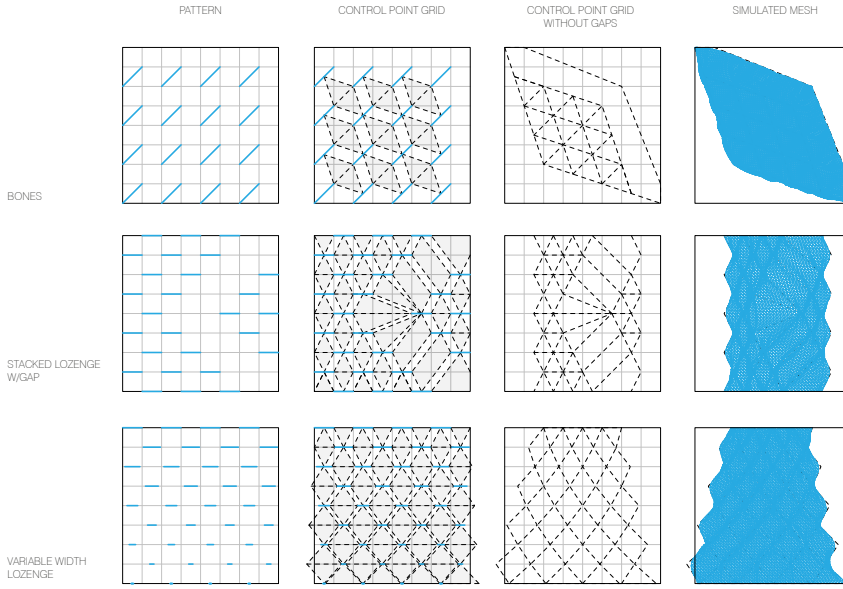 PATTERN
CONTROL POINT GRID
CONTROL POINT GRID
WITHOUT GAPS
SIMULATED MESH
BONES
STACKED LOZENGE
W/GAP
VARIABLE WIDTH
LOZENGE